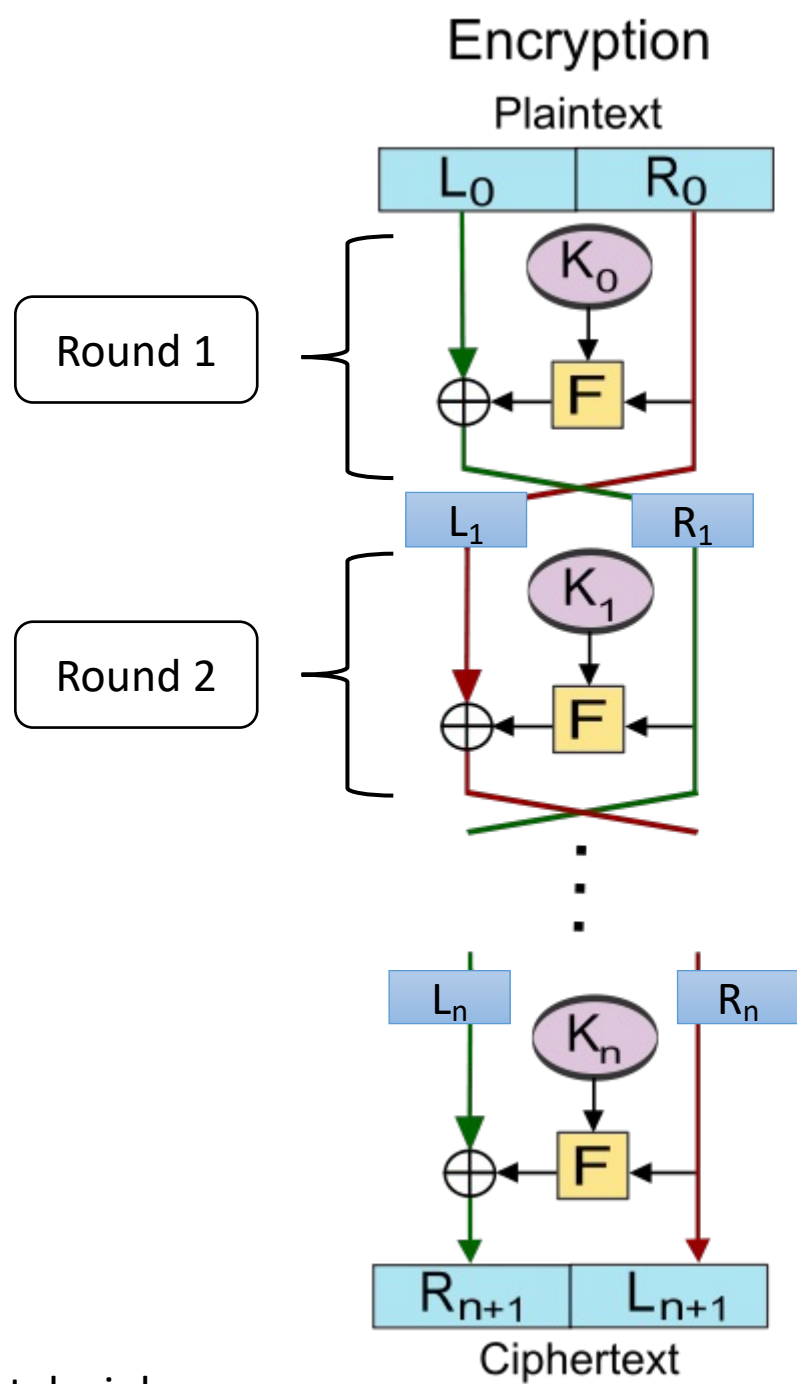 Encryption
Plaintext
L₀ R₀
K₀
Round 1
F
L₁ R₁
K₁
Round 2
F
Lₙ Rₙ
Kₙ
F
Rₙ₊₁ Lₙ₊₁
Ciphertext